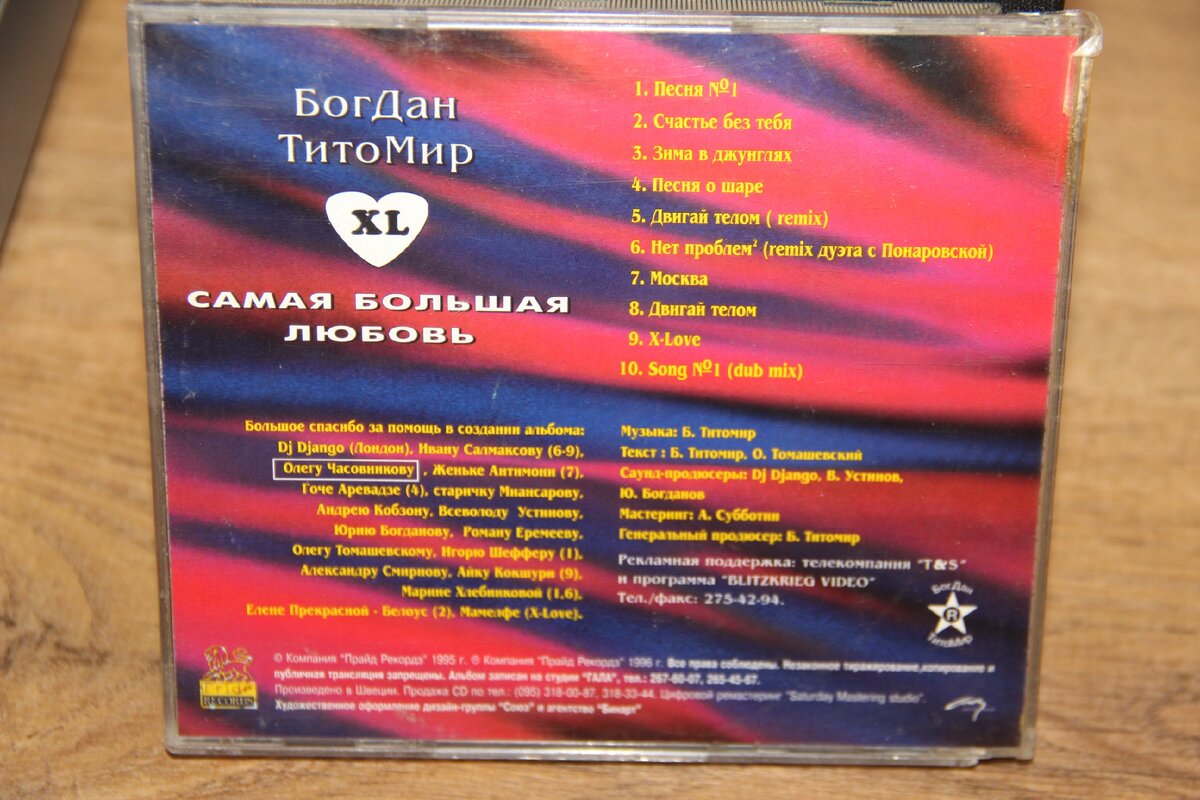 БогДан
ТитоМир
XL
САМАЯ БОЛЬШАЯ
ЛЮБОВЬ
1. Песня №1
2. Счастье без тебя
3. Зима в джунглях
4. Песня о шаре
5. Двигай телом ( remix)
6. Нет проблем² (remix дуэта с Понаровской)
7. Москва
8. Двигай телом
9. X-Love
10. Song №1 (dub mix)
Большое спасибо за помощь в создании альбома:
Dj Django (Лондон), Ивану Салмаксову (6-9),
Олегу Часовникову , Женьке Антимони (7),
Гоче Аревадзе (4), старичку Миансарову,
Андрею Кобзону, Всеволоду Устинову,
Юрию Богданову, Роману Еремееву,
Олегу Томашевскому, Игорю Шефферу (1),
Александру Смирнову, Айку Кокшури (9),
Марине Хлебниковой (1,6),
Елене Прекрасной - Белоус (2), Мамелфе (X-Love).
Музыка: Б. Титомир
Текст : Б. Титомир, О. Томашевский
Саунд-продюсеры: Dj Django, В. Устинов,
Ю. Богданов
Мастеринг: А. Субботин
Генеральный продюсер: Б. Титомир
Рекламная поддержка: телекомпания "T&S"
и программа "BLITZKRIEG VIDEO"
Тел./факс: 275-42-94.
БогДан
R
ТитоМир
Pride
RECORDS
© Компания "Прайд Рекордз" 1995 г. ℗ Компания "Прайд Рекордз" 1996 г. Все права соблюдены. Незаконное тиражирование,копирование и
публичная трансляция запрещены. Альбом записан на студии "ГАЛА", тел.: 267-60-07, 265-45-67.
Произведено в Швеции. Продажа CD по тел.: (095) 318-00-87, 318-33-44. Цифровой ремастеринг "Saturday Mastering studio".
Художественное оформление дизайн-группы "Союз" и агентство "Бинарт"